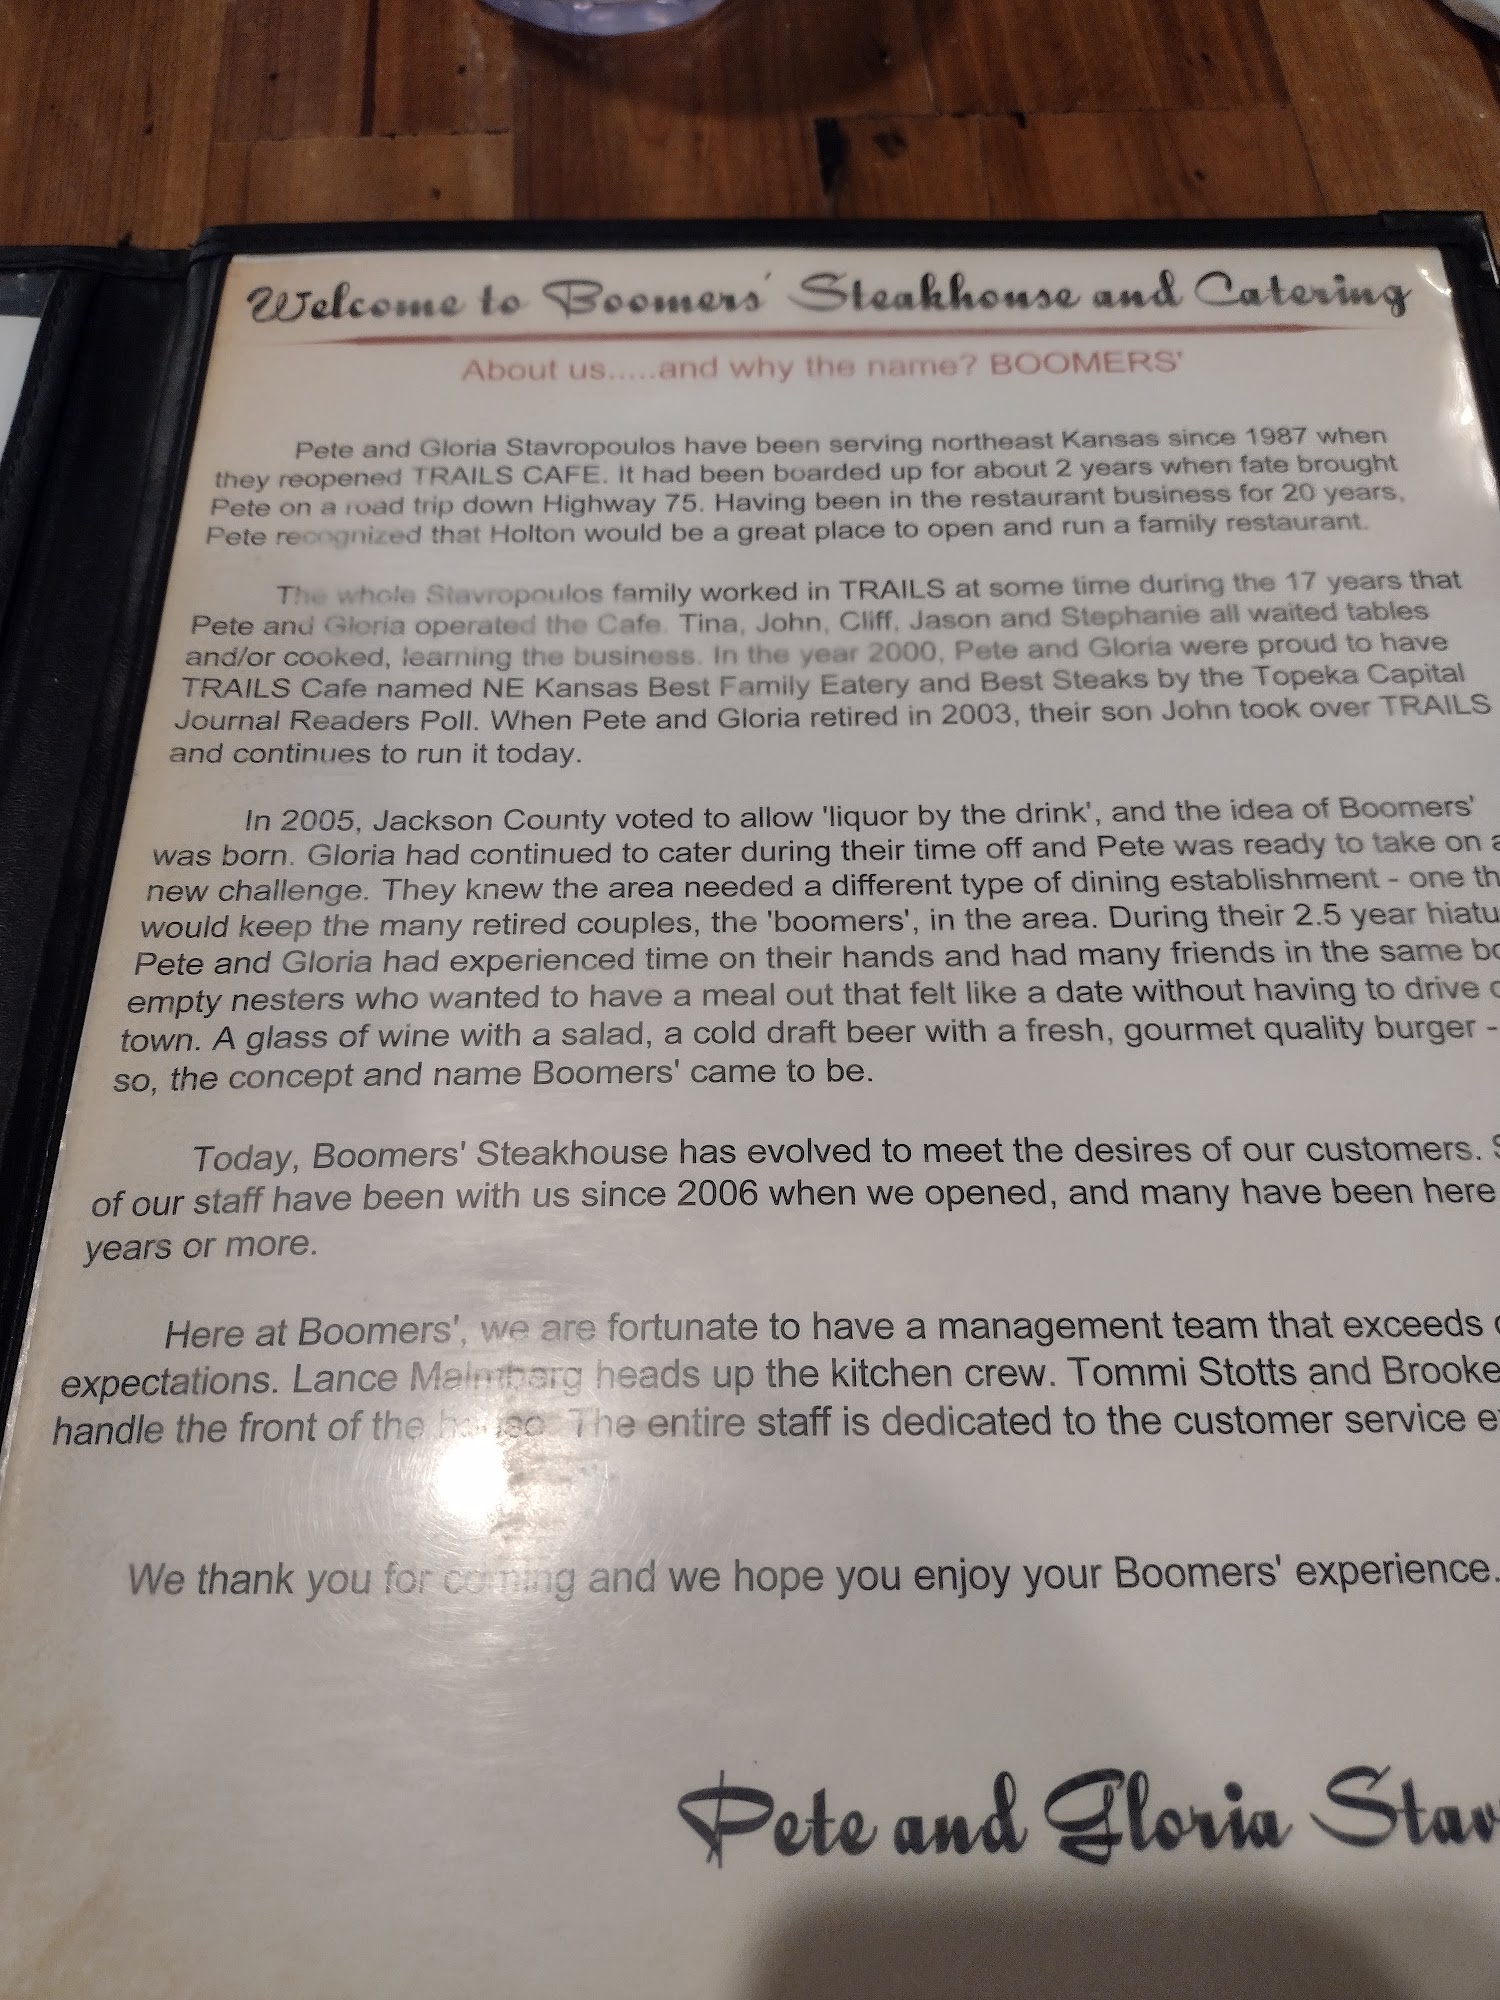 Welcome to Boomers' Steakhouse and Catering
About us.....and why the name? BOOMERS'
Pete and Gloria Stavropoulos have been serving northeast Kansas since 1987 when
they reopened TRAILS CAFE. It had been boarded up for about 2 years when fate brought
Pete on a road trip down Highway 75. Having been in the restaurant business for 20 years,
Pete recognized that Holton would be a great place to open and run a family restaurant.
The whole Stavropoulos family worked in TRAILS at some time during the 17 years that
Pete and Gloria operated the Cafe. Tina, John, Cliff, Jason and Stephanie all waited tables
and/or cooked, learning the business. In the year 2000, Pete and Gloria were proud to have
TRAILS Cafe named NE Kansas Best Family Eatery and Best Steaks by the Topeka Capital
Journal Readers Poll. When Pete and Gloria retired in 2003, their son John took over TRAILS
and continues to run it today.
In 2005, Jackson County voted to allow 'liquor by the drink', and the idea of Boomers'
was born. Gloria had continued to cater during their time off and Pete was ready to take on a
new challenge. They knew the area needed a different type of dining establishment - one
would keep the many retired couples, the 'boomers', in the area. During their 2.5 year
Pete and Gloria had experienced time on their hands and had many friends in the same
empty nesters who wanted to have a meal out that felt like a date without having to drive
town. A glass of wine with a salad, a cold draft beer with a fresh, gourmet quality burger -
so, the concept and name Boomers' came to be.
Today, Boomers' Steakhouse has evolved to meet the desires of our customers.
of our staff have been with us since 2006 when we opened, and many have been here
years or more.
Here at Boomers', we are fortunate to have a management team that exceeds
expectations. Lance Malmberg heads up the kitchen crew. Tommi Stotts and Brooke
handle the front of the house. The entire staff is dedicated to the customer service
We thank you for coming and we hope you enjoy your Boomers' experience.
Pete and Gloria